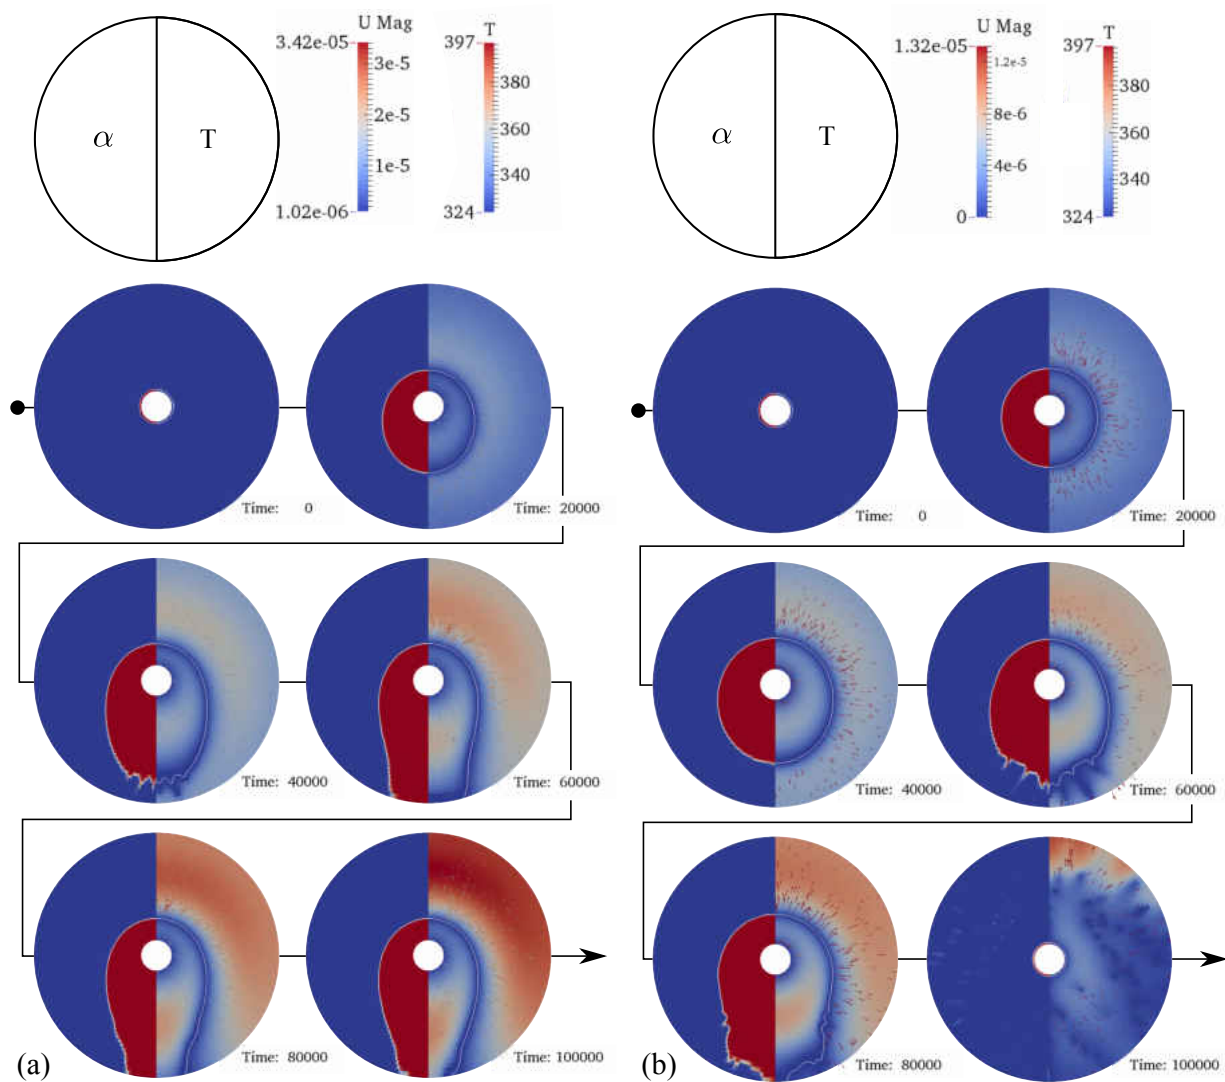 U Mag
T
3.42e-05
3e-5
2e-5
1e-5
1.02e-06
397
380
360
340
324
α
T
U Mag
T
1.32e-05
1.2e-5
8e-6
4e-6
0
397
380
360
340
324
α
T
Time: 0
Time: 20000
Time: 0
Time: 20000
Time: 40000
Time: 60000
Time: 40000
Time: 60000
(a)
Time: 80000
Time: 100000
(b)
Time: 80000
Time: 100000